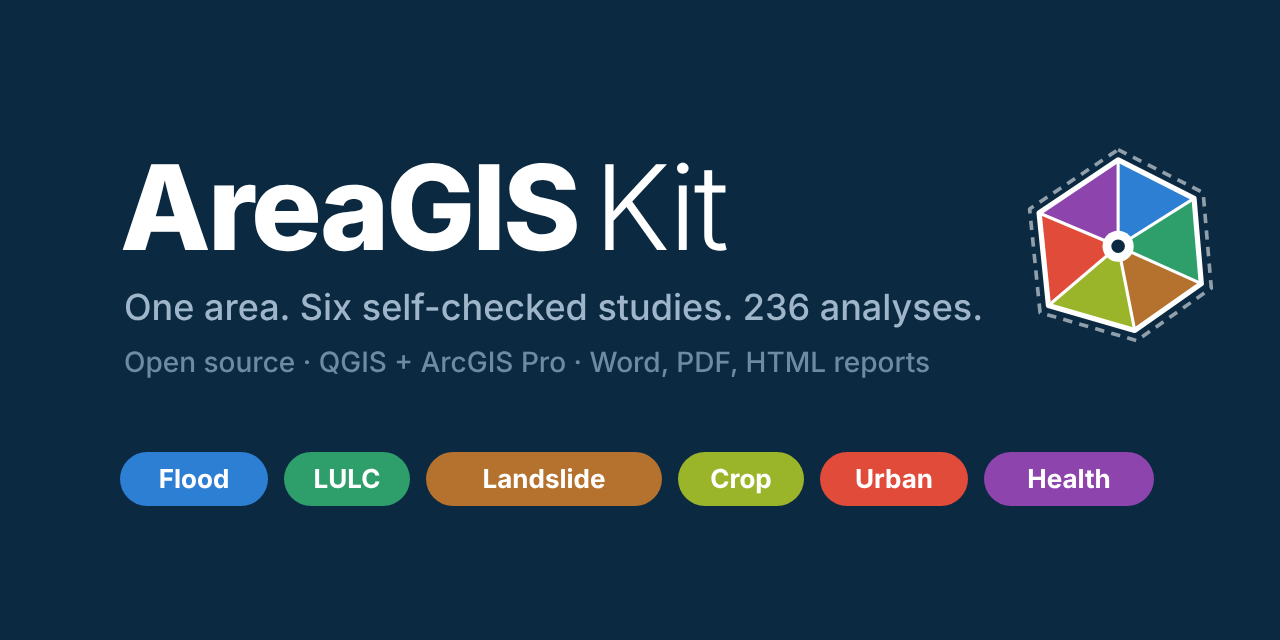 AreaGIS Kit
One area. Six self-checked studies. 236 analyses.
Open source · QGIS + ArcGIS Pro · Word, PDF, HTML reports
Flood LULC Landslide Crop Urban Health